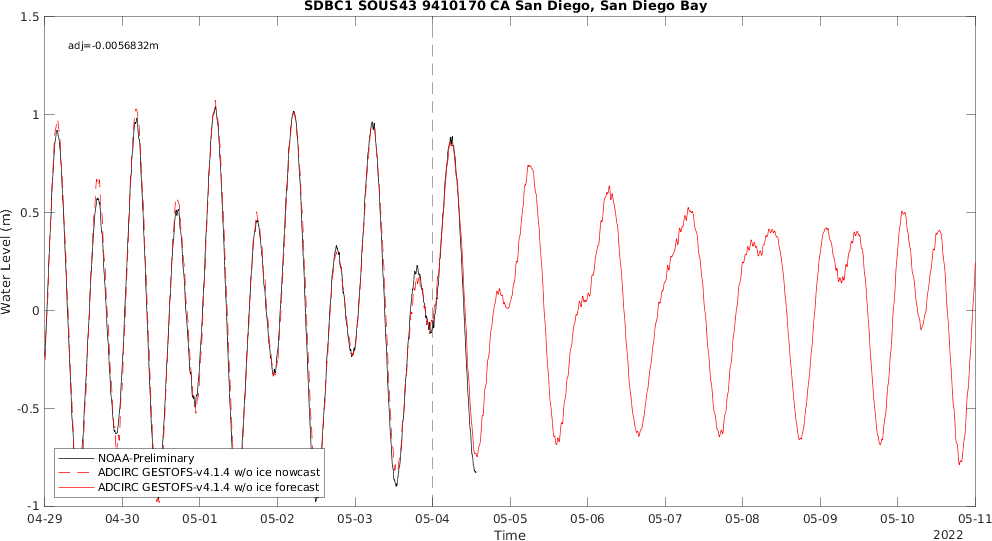 SDBC1 SOUS43 9410170 CA San Diego, San Diego Bay
1.5
adj=-0.0056832m
1
0.5
0
-0.5
-1
Water Level (m)
NOAA-Preliminary
ADCIRC GESTOFS-v4.1.4 w/o ice nowcast
ADCIRC GESTOFS-v4.1.4 w/o ice forecast
04-29 04-30 05-01 05-02 05-03 05-04 05-05 05-06 05-07 05-08 05-09 05-10 05-11
Time
2022